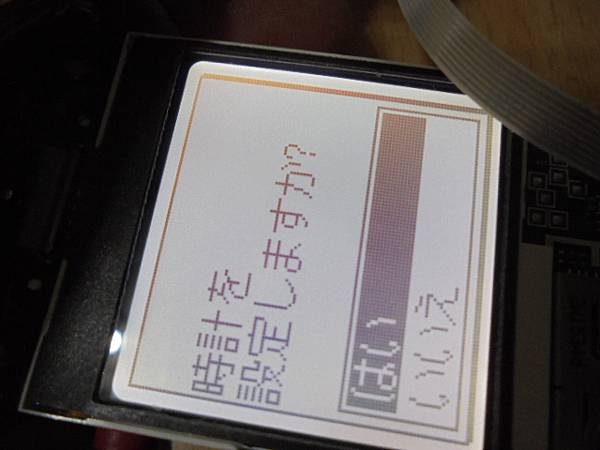 時計を
設定しますか?
はい
いいえ